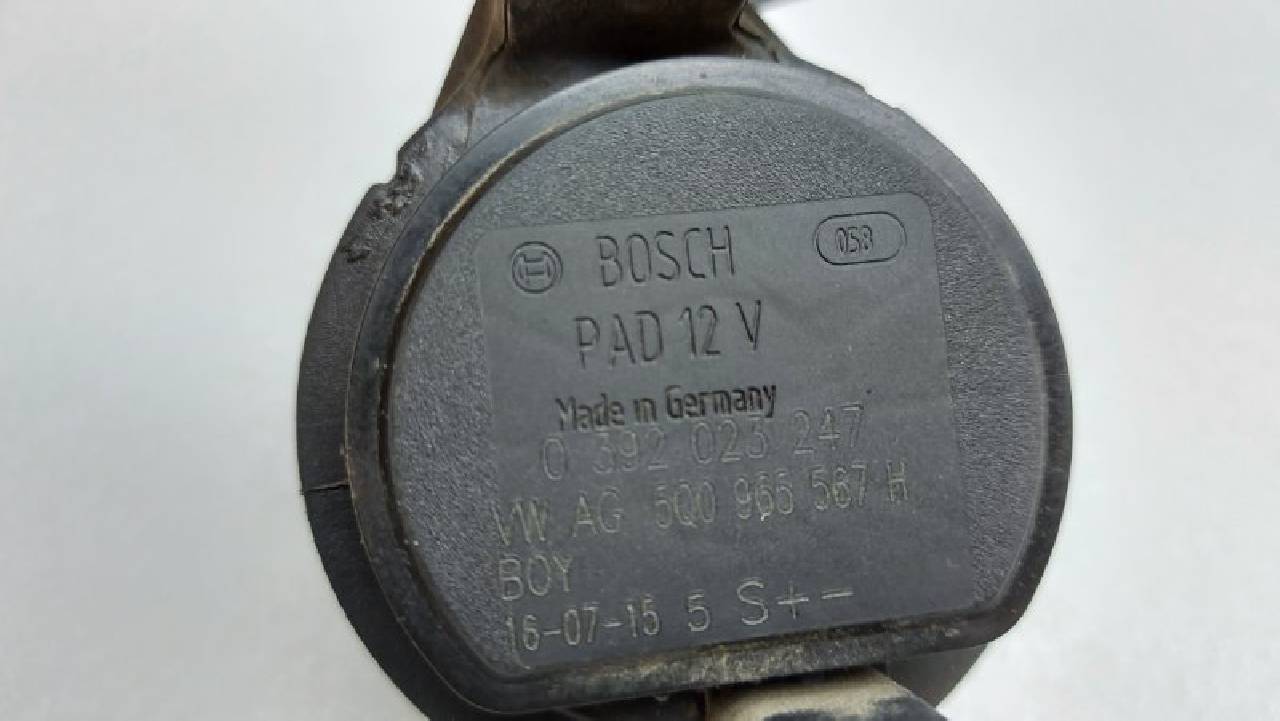 BOSCH 058
PAD 12 V
Made in Germany
0 392 023 247
VW AG 5Q0 965 567 H
BOY
16-07-15 5 S+-